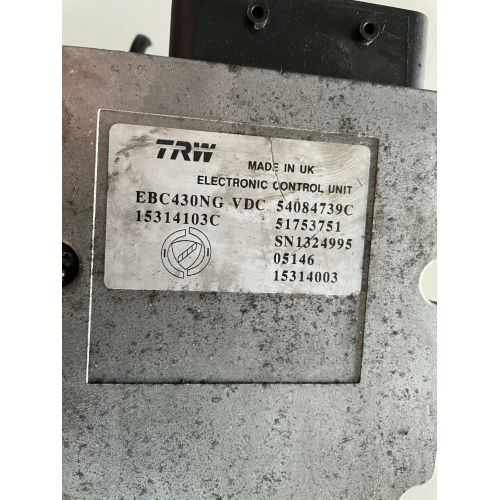 TRW
MADE IN UK
ELECTRONIC CONTROL UNIT
EBC430NG VDC 54084739C
15314103C 51753751
SN1324995
05146
15314003